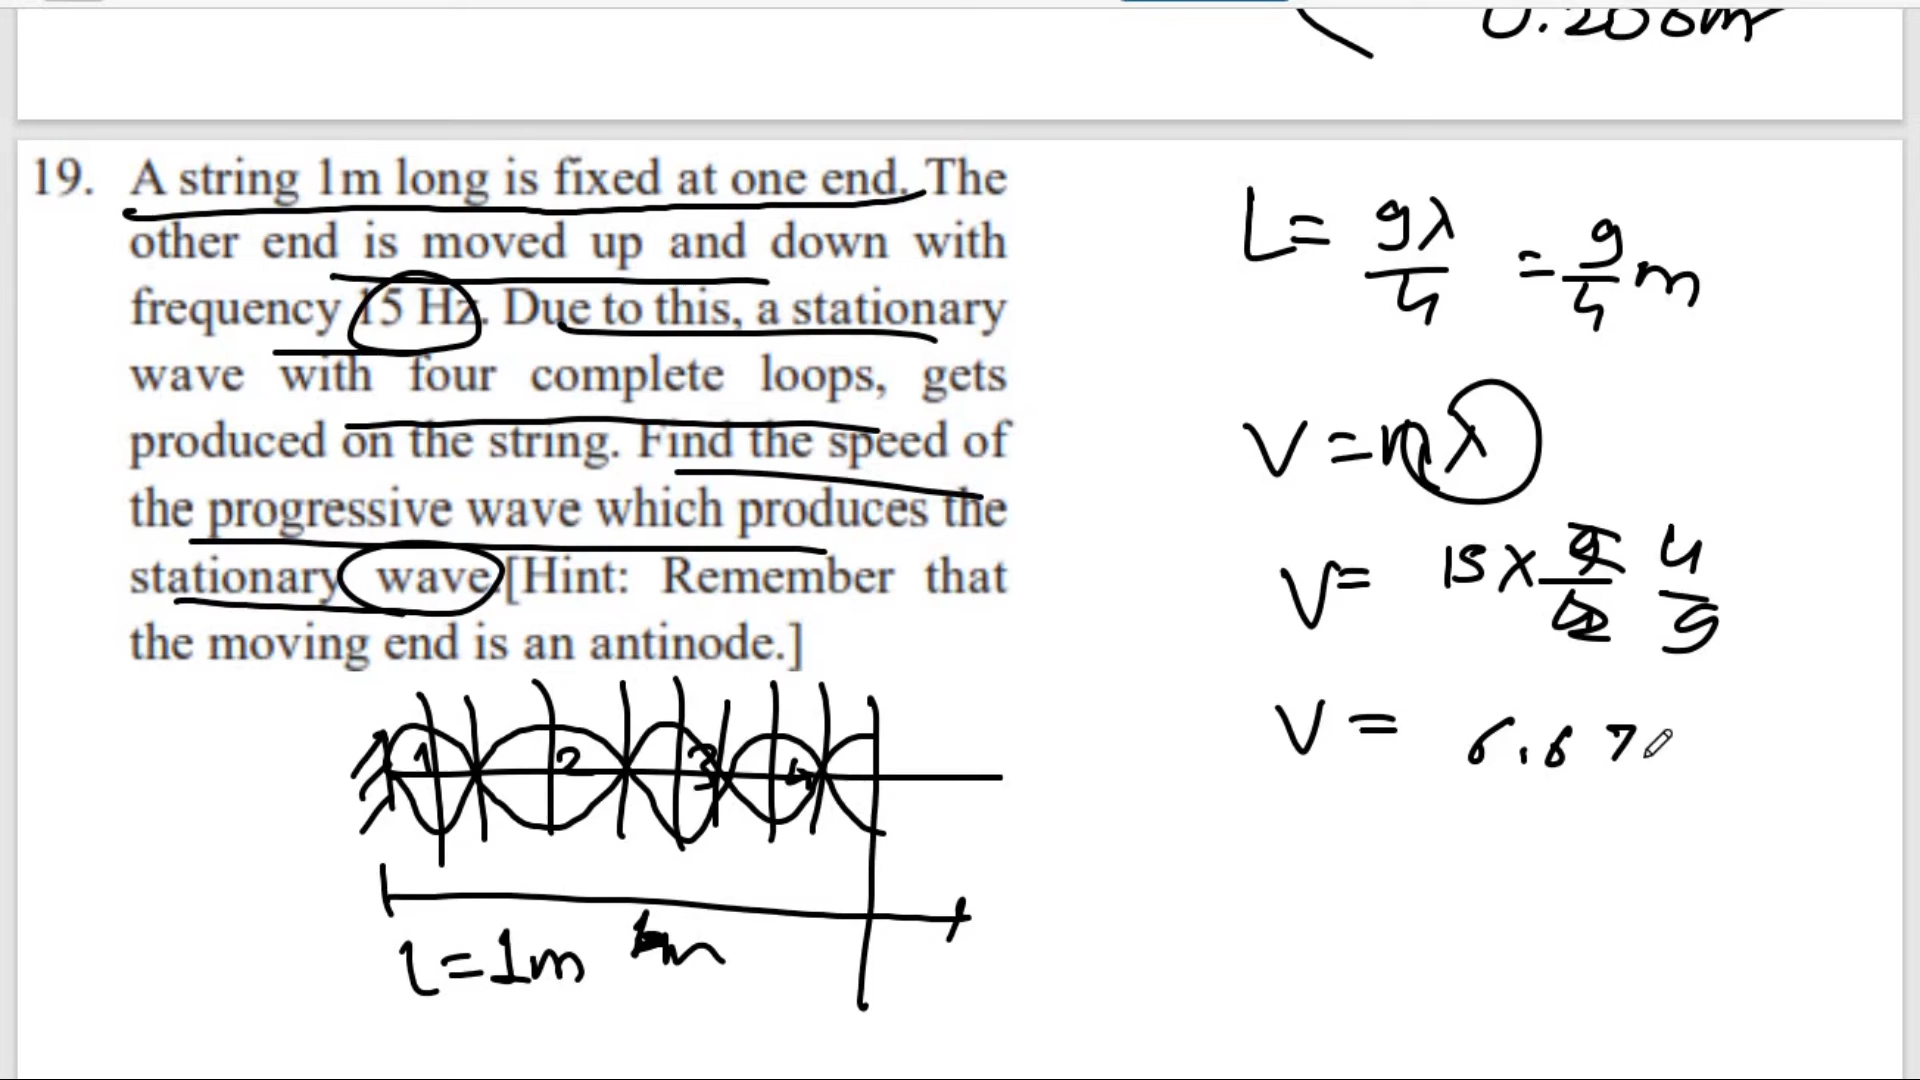 0.266m
19. A string 1m long is fixed at one end. The
other end is moved up and down with
frequency 15 Hz. Due to this, a stationary
wave with four complete loops, gets
produced on the string. Find the speed of
the progressive wave which produces the
stationary wave.[Hint: Remember that
the moving end is an antinode.]
L = 9λ/4 = 9/4 m
V = nλ
V = 15 × 4/9
V = 6.67
1 2 3 4
l = 1m